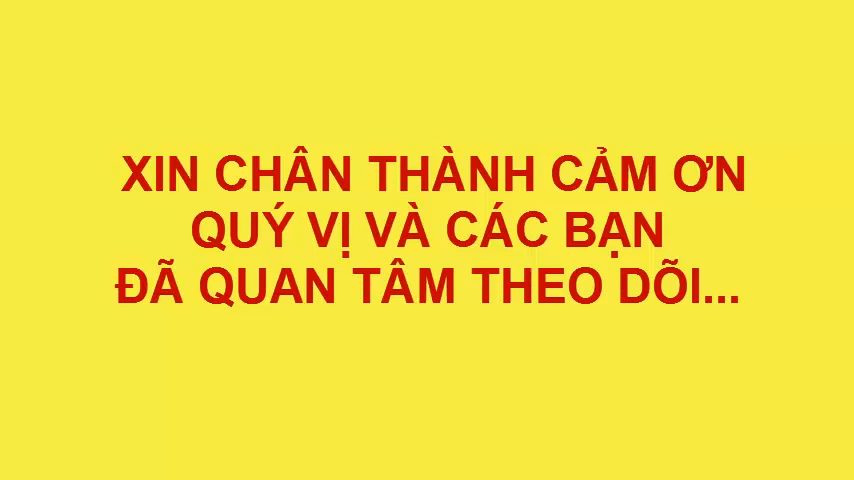 XIN CHÂN THÀNH CẢM ƠN
QUÝ VỊ VÀ CÁC BẠN
ĐÃ QUAN TÂM THEO DÕI...